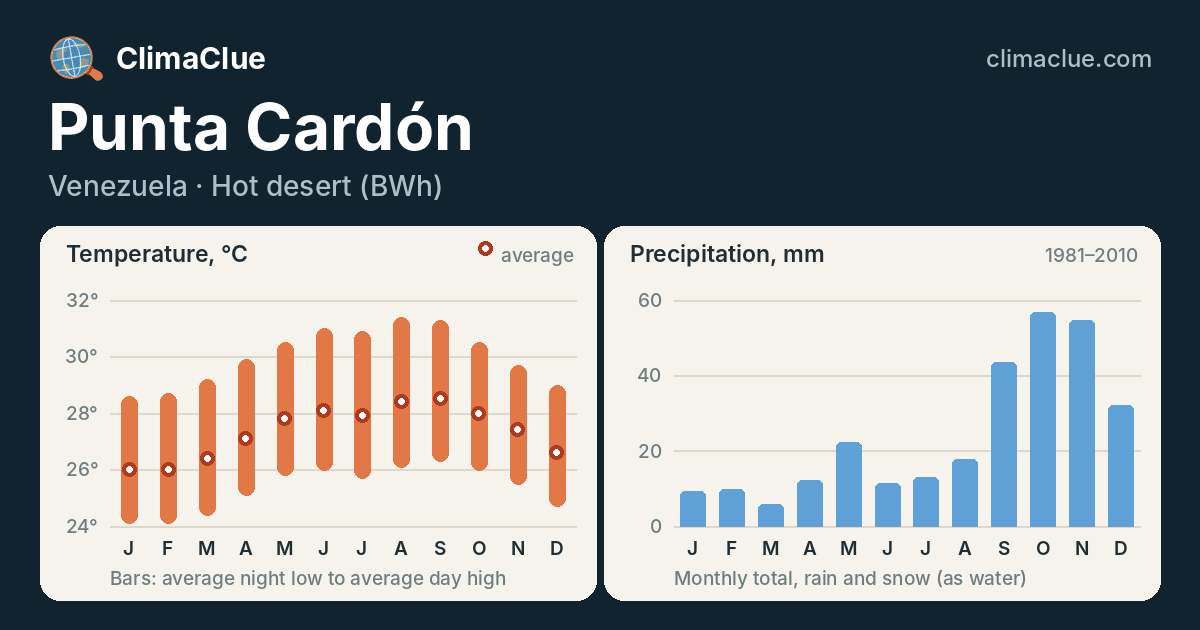 ClimaClue
climaclue.com
Punta Cardón
Venezuela · Hot desert (BWh)
Temperature, °C
average
32°
30°
28°
26°
24°
J F M A M J J A S O N D
Bars: average night low to average day high
Precipitation, mm
1981–2010
60
40
20
0
J F M A M J J A S O N D
Monthly total, rain and snow (as water)